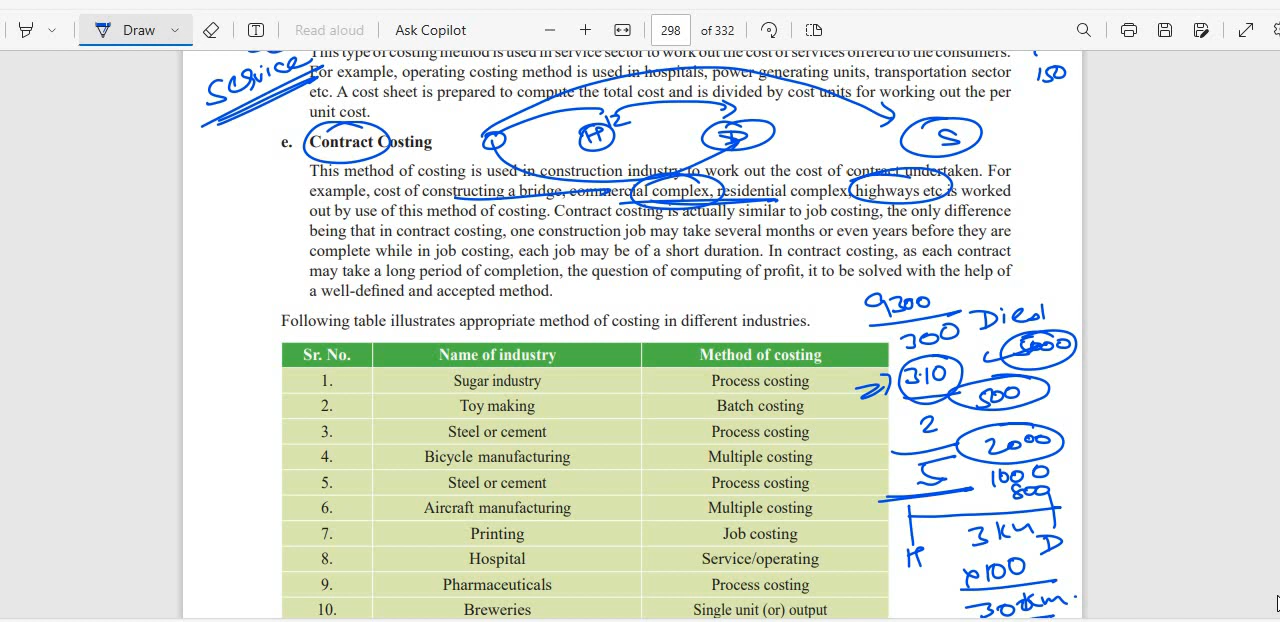 Draw
Read aloud
Ask Copilot
298 of 332
This type of costing method is used in service sector to work out the cost of services offered to the consumers.
For example, operating costing method is used in hospitals, power generating units, transportation sector
etc. A cost sheet is prepared to compute the total cost and is divided by cost units for working out the per
unit cost.
Service
150
e. Contract Costing
H 12
D
S
This method of costing is used in construction industry to work out the cost of contract undertaken. For
example, cost of constructing a bridge, commercial complex, residential complex, highways etc is worked
out by use of this method of costing. Contract costing is actually similar to job costing, the only difference
being that in contract costing, one construction job may take several months or even years before they are
complete while in job costing, each job may be of a short duration. In contract costing, as each contract
may take a long period of completion, the question of computing of profit, it to be solved with the help of
a well-defined and accepted method.
Following table illustrates appropriate method of costing in different industries.
Sr. No. Name of industry Method of costing
1. Sugar industry Process costing
2. Toy making Batch costing
3. Steel or cement Process costing
4. Bicycle manufacturing Multiple costing
5. Steel or cement Process costing
6. Aircraft manufacturing Multiple costing
7. Printing Job costing
8. Hospital Service/operating
9. Pharmaceuticals Process costing
10. Breweries Single unit (or) output
9300
300
310
500
2
2000
5
1000
800
H
D